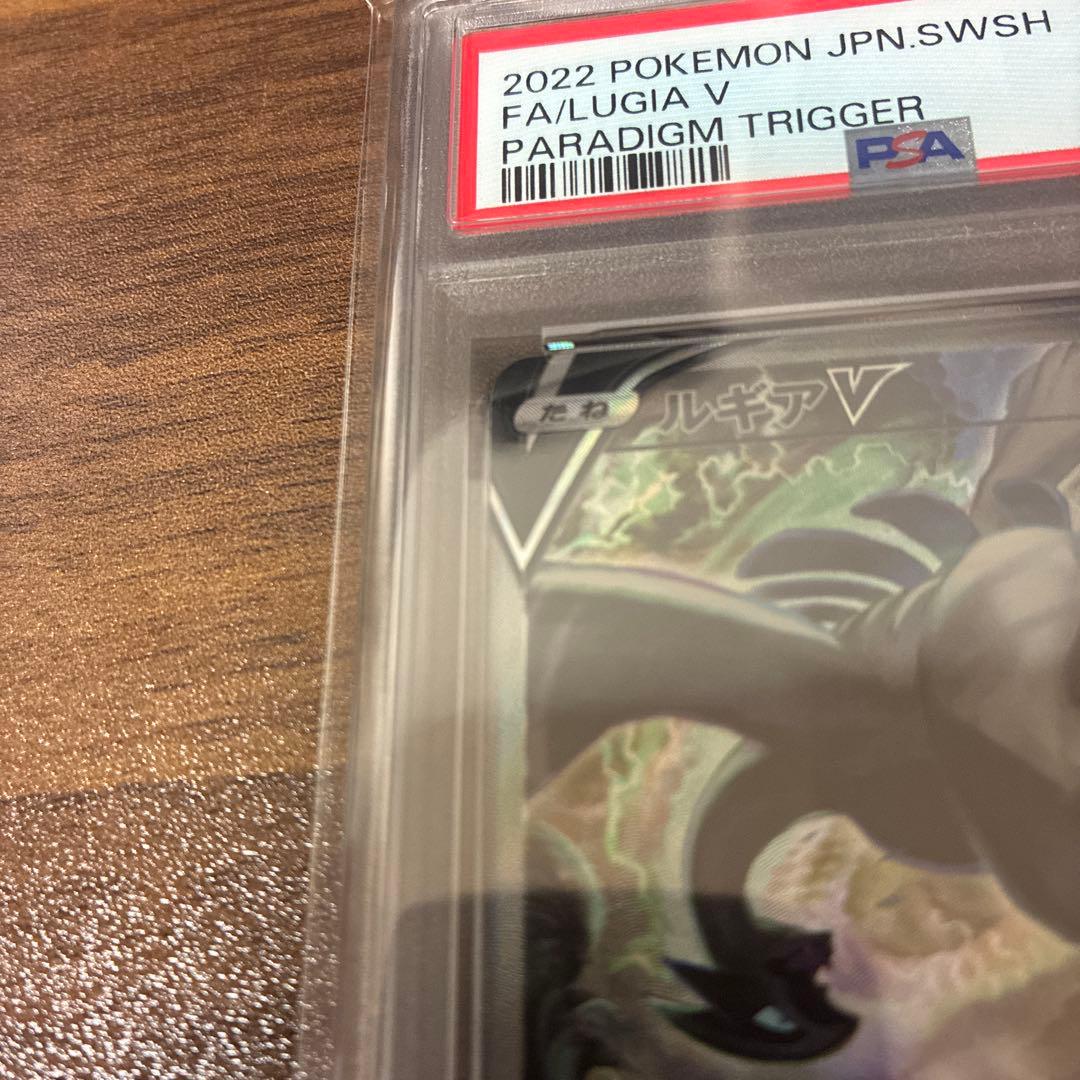 2022 POKEMON JPN.SWSH
FA/LUGIA V
PARADIGM TRIGGER
PSA
たね
ルギアV